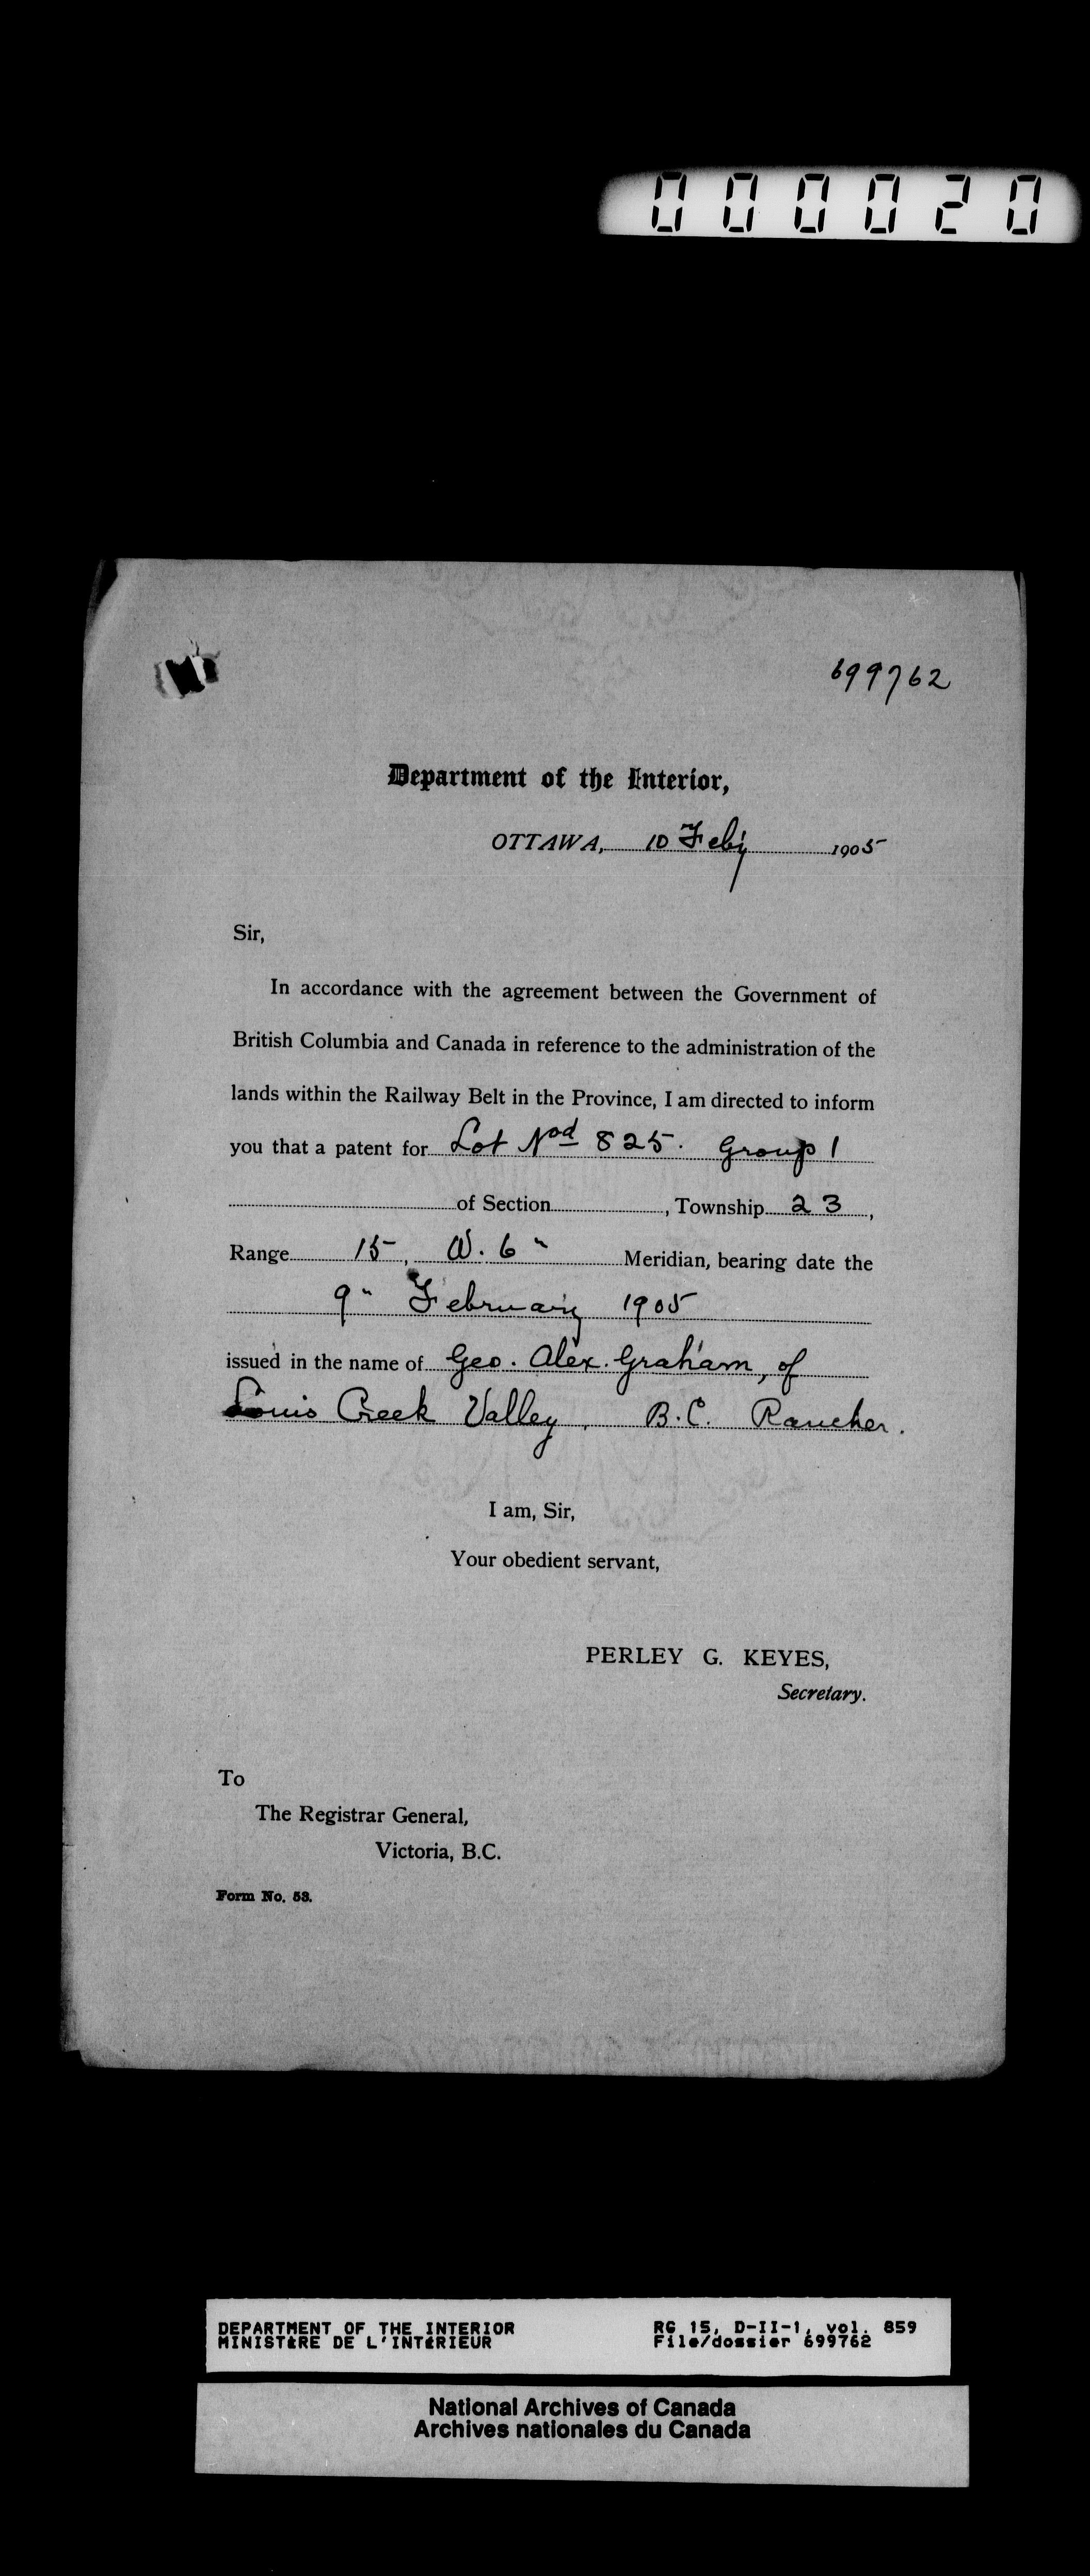 000020
699762
Department of the Interior,
OTTAWA, 10 Feby 1905
Sir,
In accordance with the agreement between the Government of
British Columbia and Canada in reference to the administration of the
lands within the Railway Belt in the Province, I am directed to inform
you that a patent for Lot Nod 825. Group 1
of Section , Township 23,
Range 15, W. 6" Meridian, bearing date the
9" February 1905
issued in the name of Geo. Alex. Graham, of
Louis Creek Valley, B.C. Rancher.
I am, Sir,
Your obedient servant,
PERLEY G. KEYES,
Secretary.
To
The Registrar General,
Victoria, B.C.
Form No. 53.
DEPARTMENT OF THE INTERIOR RG 15, D-II-1, vol. 859
MINISTÈRE DE L'INTÉRIEUR File/dossier 699762
National Archives of Canada
Archives nationales du Canada